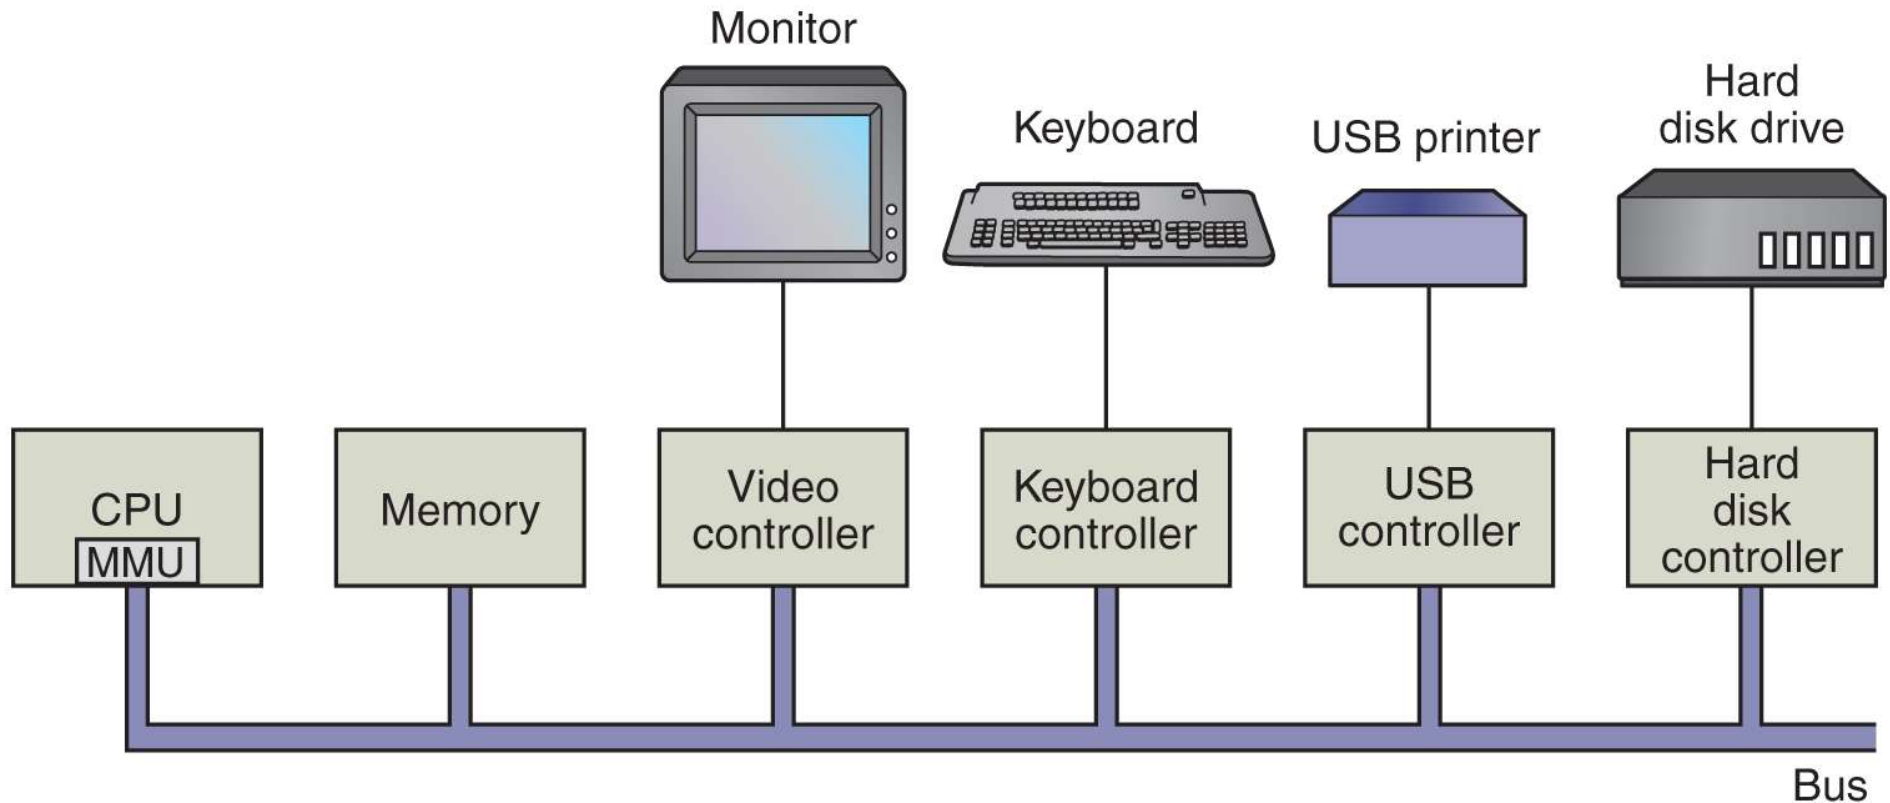 Monitor
Keyboard
USB printer
Hard
disk drive
CPU
MMU
Memory
Video
controller
Keyboard
controller
USB
controller
Hard
disk
controller
Bus